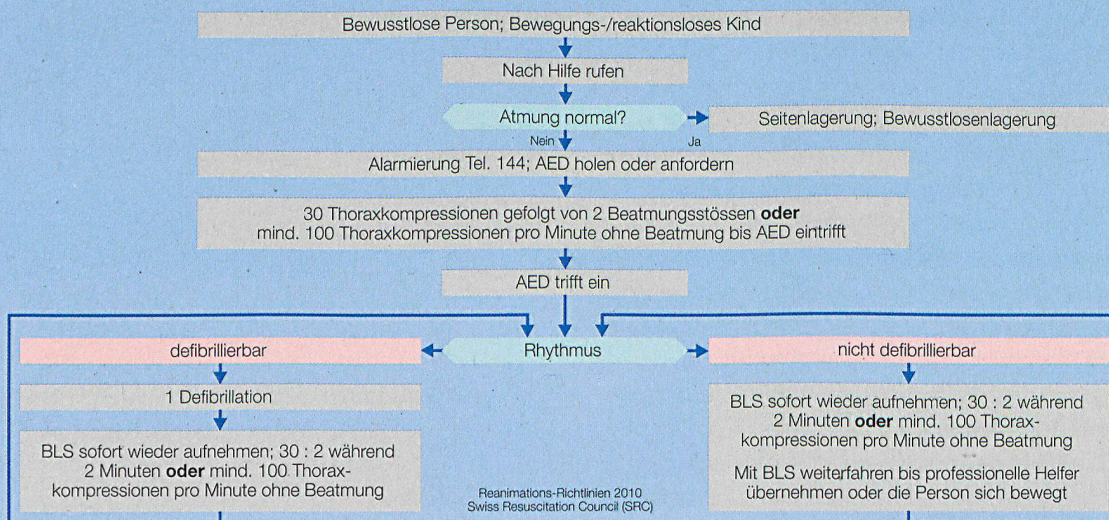 Bewusstlose Person; Bewegungs-/reaktionsloses Kind
Nach Hilfe rufen
Atmung normal?
Seitenlagerung; Bewusstlosenlagerung
Nein
Ja
Alarmierung Tel. 144; AED holen oder anfordern
30 Thoraxkompressionen gefolgt von 2 Beatmungsstössen oder
mind. 100 Thoraxkompressionen pro Minute ohne Beatmung bis AED eintrifft
AED trifft ein
defibrillierbar
Rhythmus
nicht defibrillierbar
1 Defibrillation
BLS sofort wieder aufnehmen; 30 : 2 während
2 Minuten oder mind. 100 Thorax-
kompressionen pro Minute ohne Beatmung
BLS sofort wieder aufnehmen; 30 : 2 während
2 Minuten oder mind. 100 Thorax-
kompressionen pro Minute ohne Beatmung
Mit BLS weiterfahren bis professionelle Helfer
übernehmen oder die Person sich bewegt
Reanimations-Richtlinien 2010
Swiss Resuscitation Council (SRC)